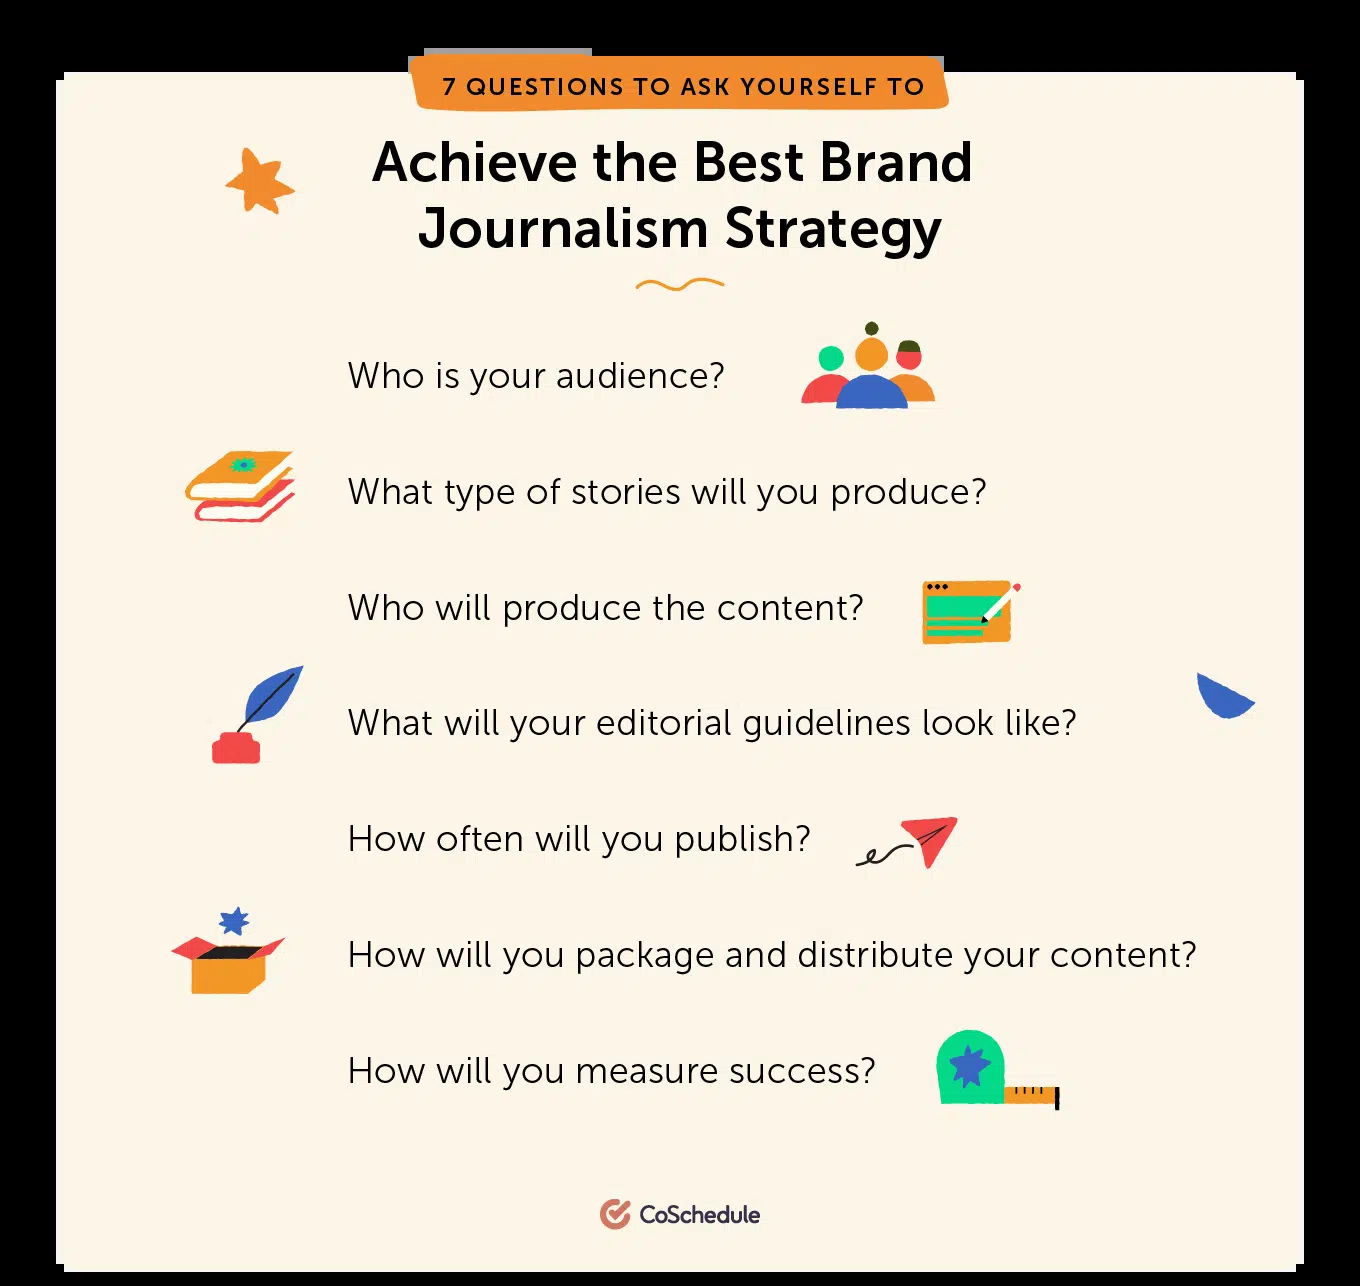 7 QUESTIONS TO ASK YOURSELF TO
Achieve the Best Brand
Journalism Strategy
Who is your audience?
What type of stories will you produce?
Who will produce the content?
What will your editorial guidelines look like?
How often will you publish?
How will you package and distribute your content?
How will you measure success?
CoSchedule